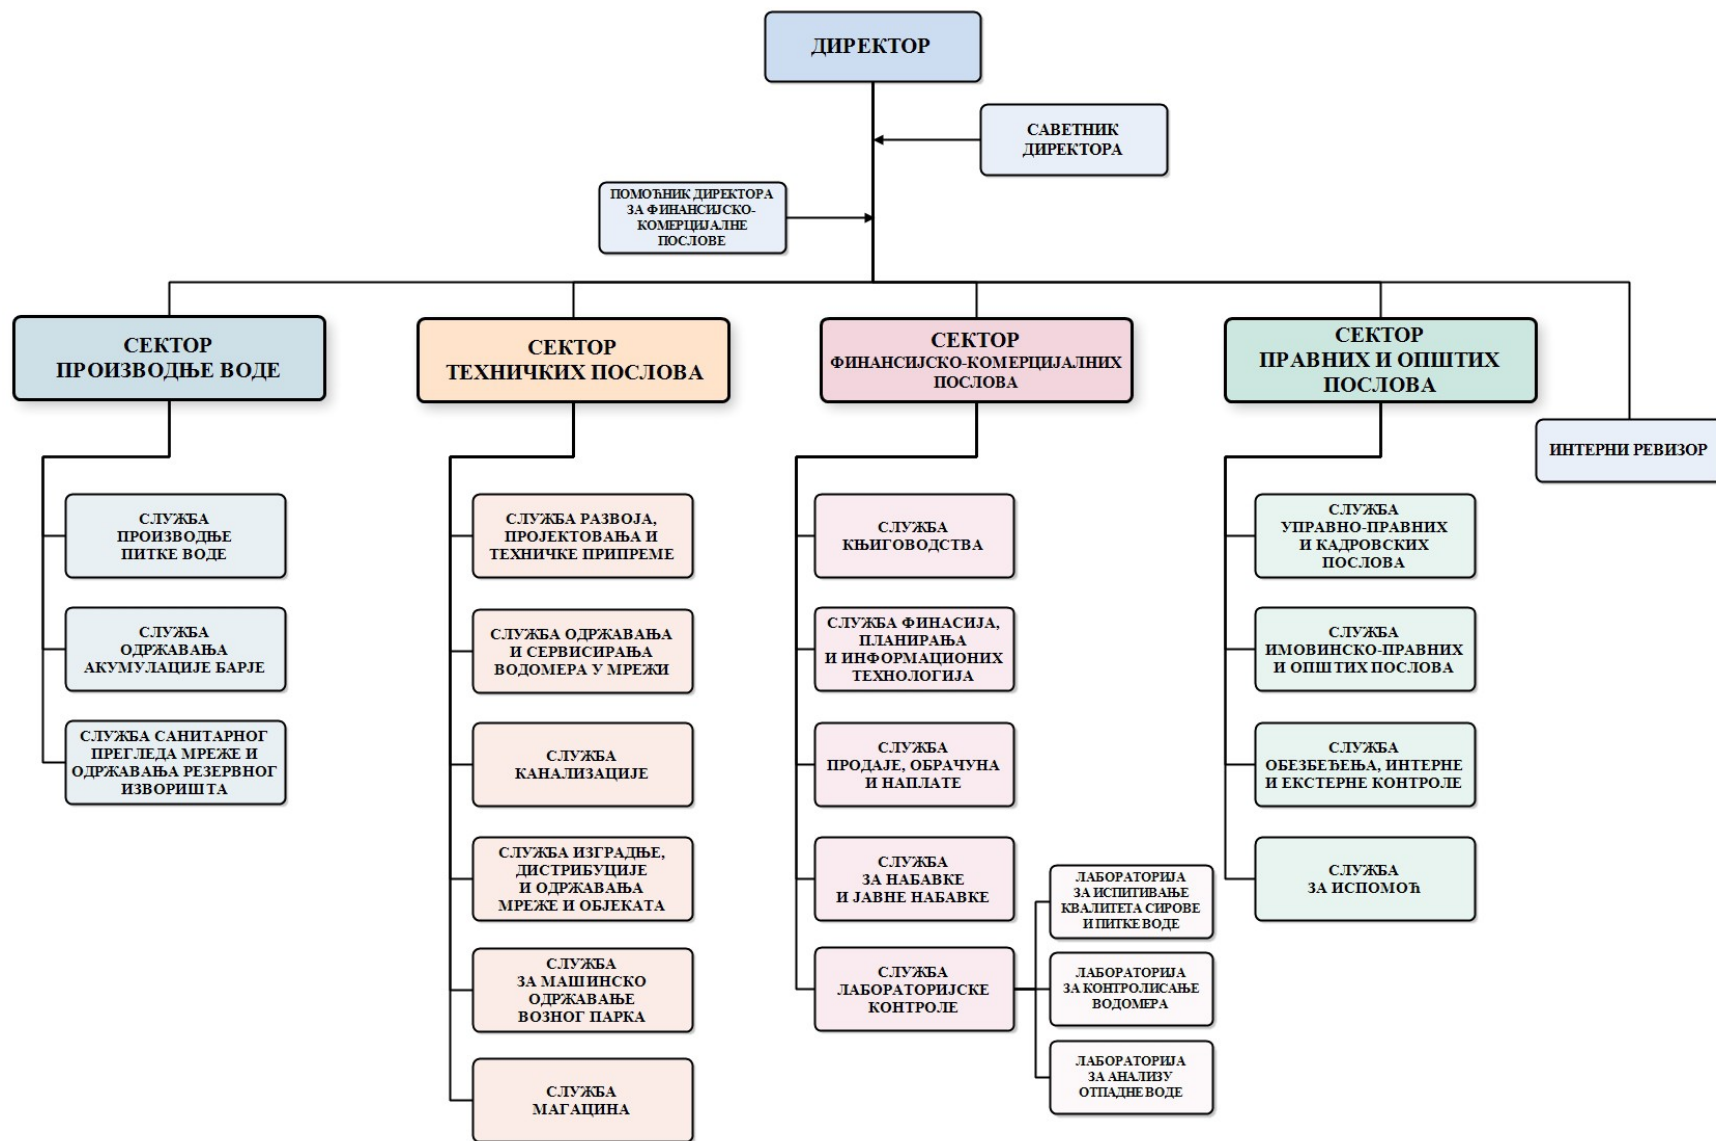 ДИРЕКТОР
САВЕТНИК
ДИРЕКТОРА
ПОМОЋНИК ДИРЕКТОРА
ЗА ФИНАНСИЈСКО-
КОМЕРЦИЈАЛНЕ
ПОСЛОВЕ
СЕКТОР
ПРОИЗВОДЊЕ ВОДЕ
СЕКТОР
ТЕХНИЧКИХ ПОСЛОВА
СЕКТОР
ФИНАНСИЈСКО-КОМЕРЦИЈАЛНИХ
ПОСЛОВА
СЕКТОР
ПРАВНИХ И ОПШТИХ
ПОСЛОВА
ИНТЕРНИ РЕВИЗОР
СЛУЖБА
ПРОИЗВОДЊЕ
ПИТКЕ ВОДЕ
СЛУЖБА
ОДРЖАВАЊА
АКУМУЛАЦИЈЕ БАРЈЕ
СЛУЖБА САНИТАРНОГ
ПРЕГЛЕДА МРЕЖЕ И
ОДРЖАВАЊА РЕЗЕРВНОГ
ИЗВОРИШТА
СЛУЖБА РАЗВОЈА,
ПРОЈЕКТОВАЊА И
ТЕХНИЧКЕ ПРИПРЕМЕ
СЛУЖБА ОДРЖАВАЊА
И СЕРВИСИРАЊА
ВОДОМЕРА У МРЕЖИ
СЛУЖБА
КАНАЛИЗАЦИЈЕ
СЛУЖБА ИЗГРАДЊЕ,
ДИСТРИБУЦИЈЕ
И ОДРЖАВАЊА
МРЕЖЕ И ОБЈЕКАТА
СЛУЖБА
ЗА МАШИНСКО
ОДРЖАВАЊЕ
ВОЗНОГ ПАРКА
СЛУЖБА
МАГАЦИНА
СЛУЖБА
КЊИГОВОДСТВА
СЛУЖБА ФИНАСИЈА,
ПЛАНИРАЊА
И ИНФОРМАЦИОНИХ
ТЕХНОЛОГИЈА
СЛУЖБА
ПРОДАЈЕ, ОБРАЧУНА
И НАПЛАТЕ
СЛУЖБА
ЗА НАБАВКЕ
И ЈАВНЕ НАБАВКЕ
СЛУЖБА
ЛАБОРАТОРИЈСКЕ
КОНТРОЛЕ
ЛАБОРАТОРИЈА
ЗА ИСПИТИВАЊЕ
КВАЛИТЕТА СИРОВЕ
И ПИТКЕ ВОДЕ
ЛАБОРАТОРИЈА
ЗА КОНТРОЛИСАЊЕ
ВОДОМЕРА
ЛАБОРАТОРИЈА
ЗА АНАЛИЗУ
ОТПАДНЕ ВОДЕ
СЛУЖБА
УПРАВНО-ПРАВНИХ
И КАДРОВСКИХ
ПОСЛОВА
СЛУЖБА
ИМОВИНСКО-ПРАВНИХ
И ОПШТИХ ПОСЛОВА
СЛУЖБА
ОБЕЗБЕЂЕЊА, ИНТЕРНЕ
И ЕКСТЕРНЕ КОНТРОЛЕ
СЛУЖБА
ЗА ИСПОМОЋ